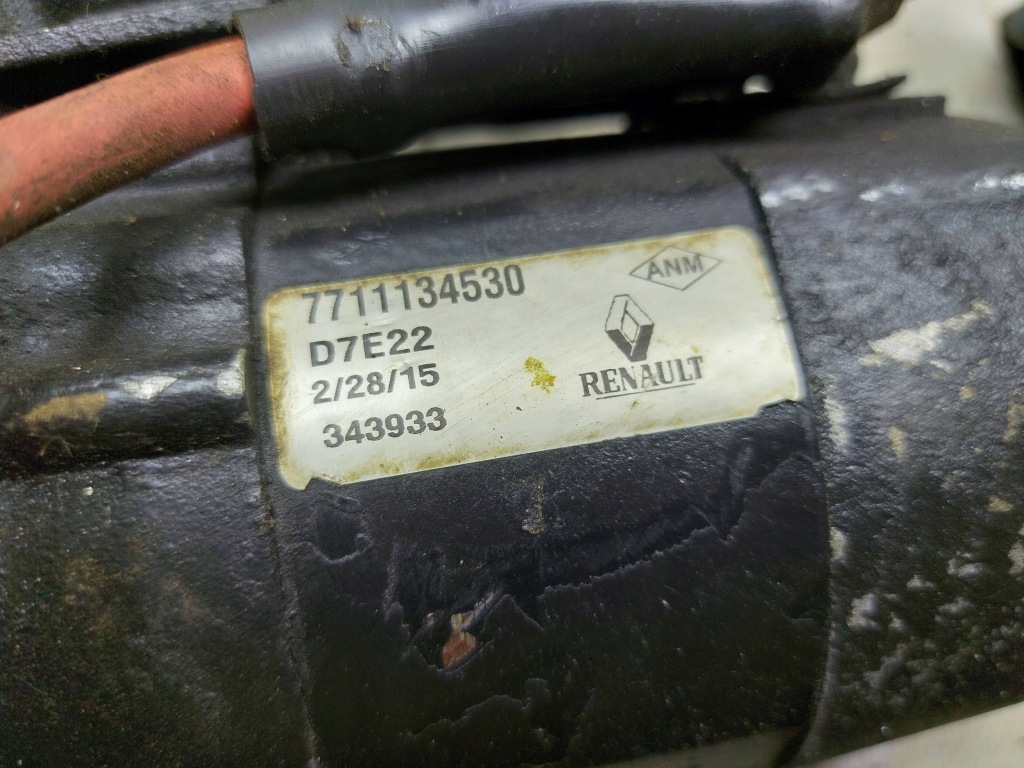 7711134530
ANM
D7E22
2/28/15
343933
RENAULT